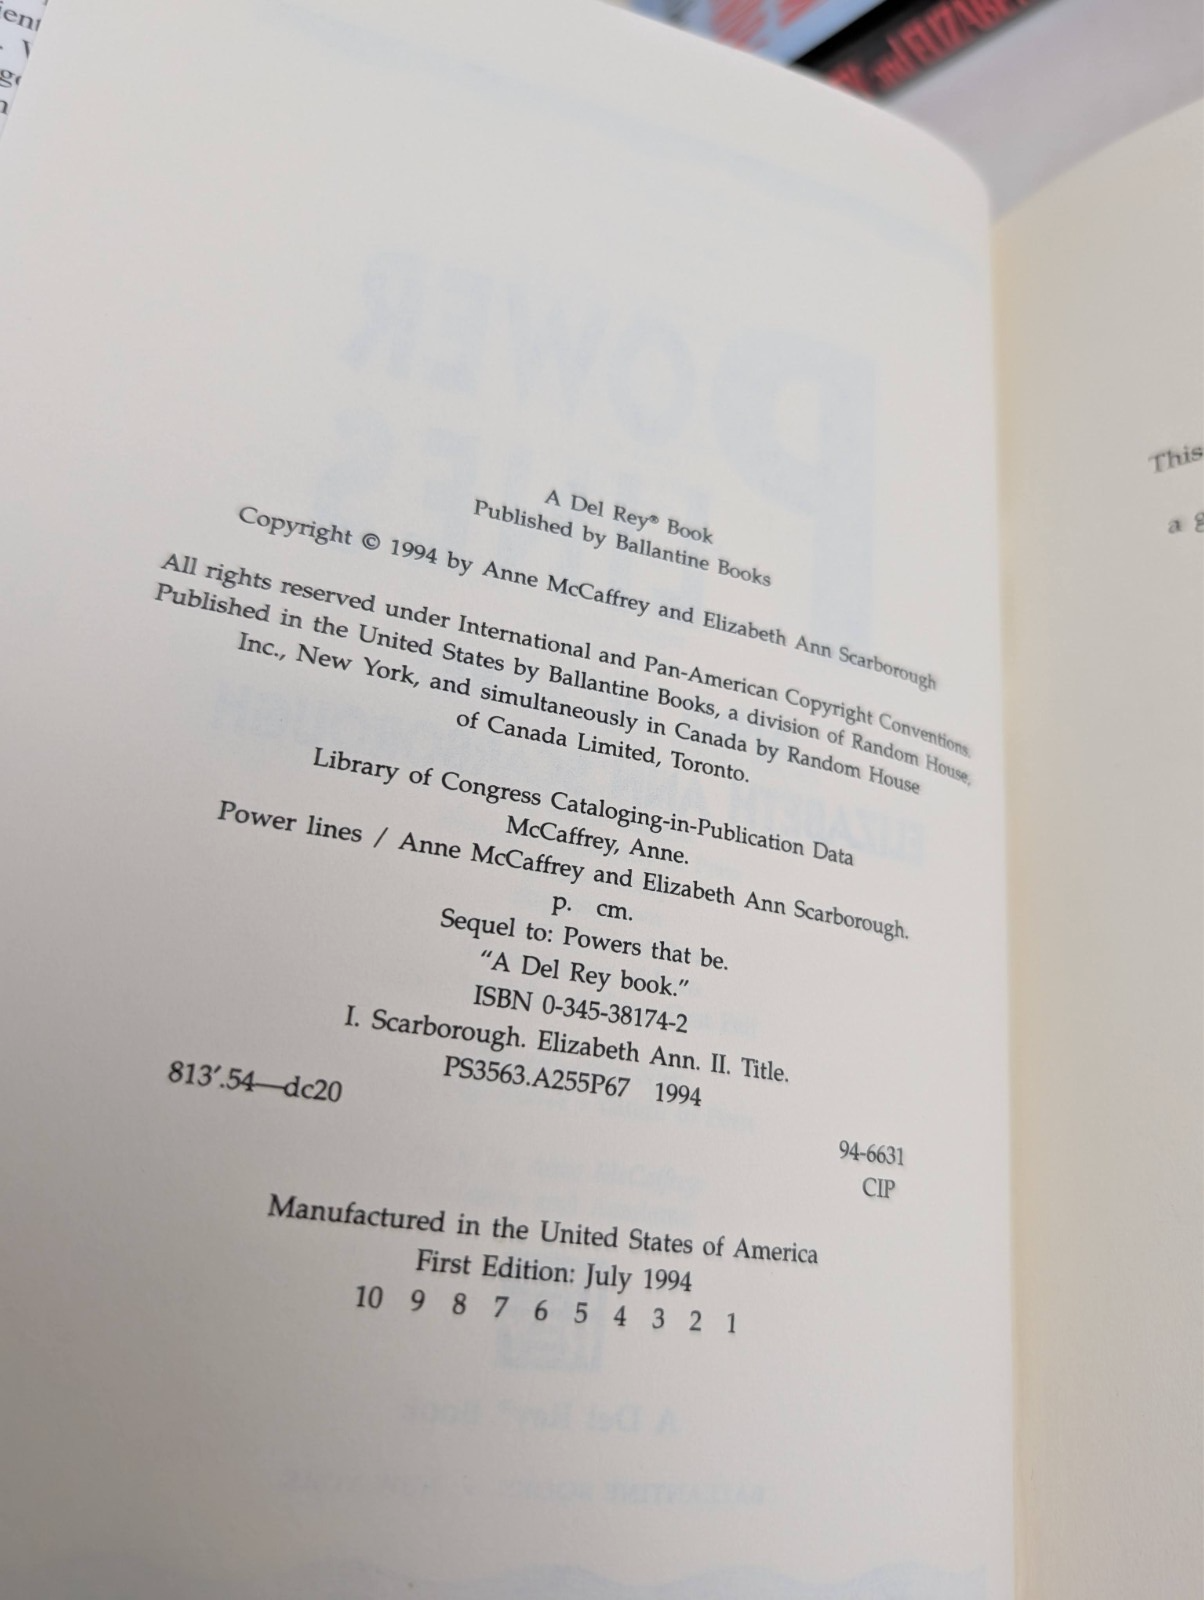 A Del Rey® Book
Published by Ballantine Books
Copyright © 1994 by Anne McCaffrey and Elizabeth Ann Scarborough
All rights reserved under International and Pan-American Copyright Conventions.
Published in the United States by Ballantine Books, a division of Random House,
Inc., New York, and simultaneously in Canada by Random House
of Canada Limited, Toronto.
Library of Congress Cataloging-in-Publication Data
McCaffrey, Anne.
Power lines / Anne McCaffrey and Elizabeth Ann Scarborough.
p. cm.
Sequel to: Powers that be.
"A Del Rey book."
ISBN 0-345-38174-2
I. Scarborough. Elizabeth Ann. II. Title.
PS3563.A255P67 1994
813'.54—dc20
94-6631
CIP
Manufactured in the United States of America
First Edition: July 1994
10 9 8 7 6 5 4 3 2 1
This
a
and